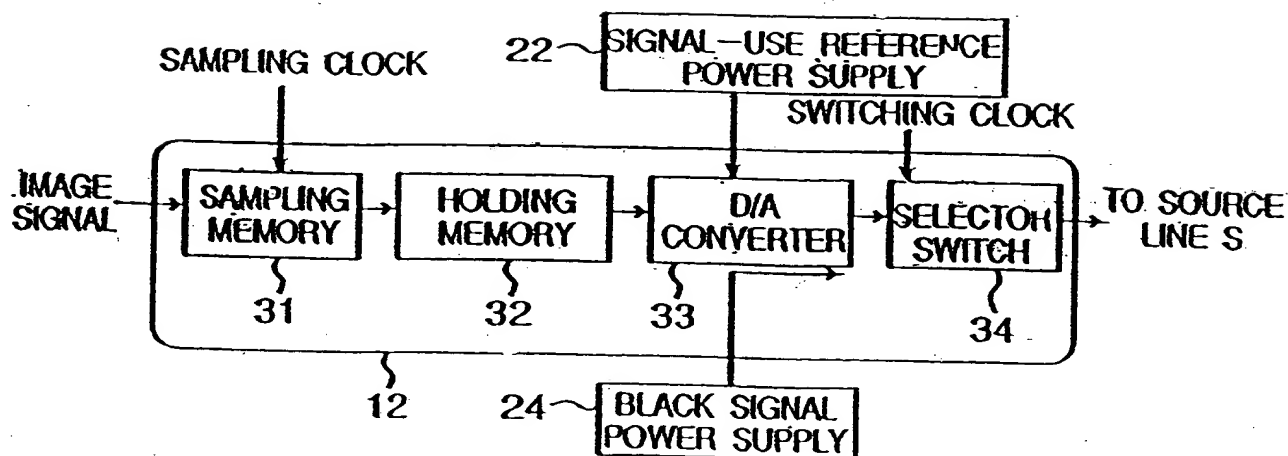 22
SIGNAL-USE REFERENCE
POWER SUPPLY
SAMPLING CLOCK
SWITCHING CLOCK
IMAGE
SIGNAL
SAMPLING
MEMORY
HOLDING
MEMORY
D/A
CONVERTER
SELECTOH
SWITCH
TO SOURCE
LINE S
31
32
33
34
12
24
BLACK SIGNAL
POWER SUPPLY